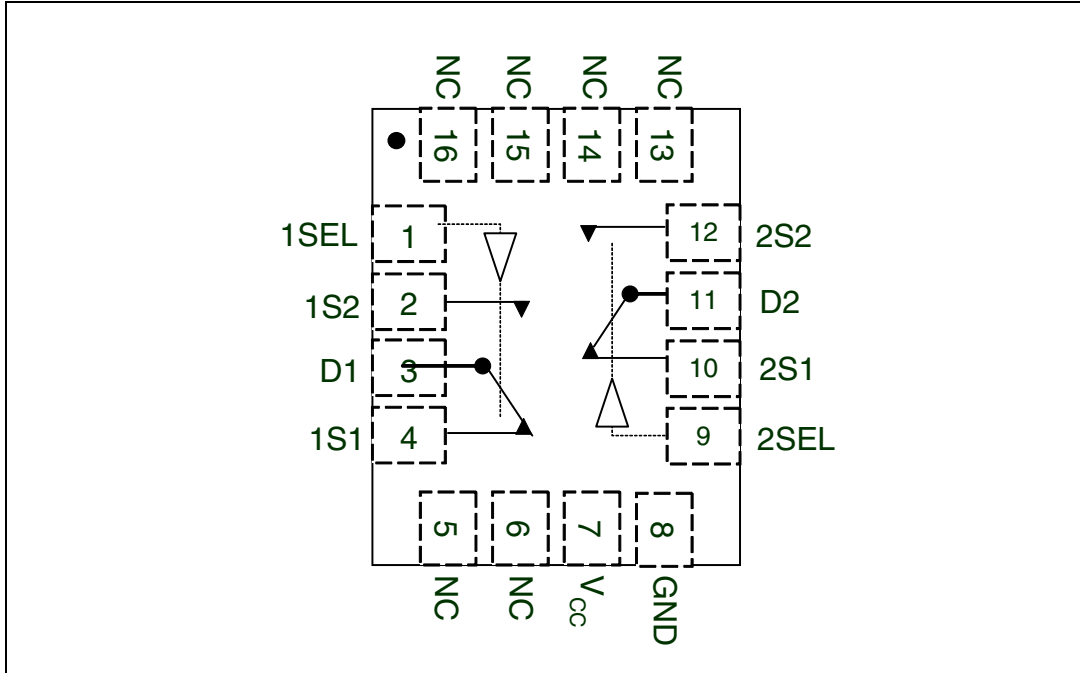 NC NC NC NC
16 15 14 13
1SEL 1 12 2S2
1S2 2 11 D2
D1 3 10 2S1
1S1 4 9 2SEL
5 6 7 8
NC NC VCC GND